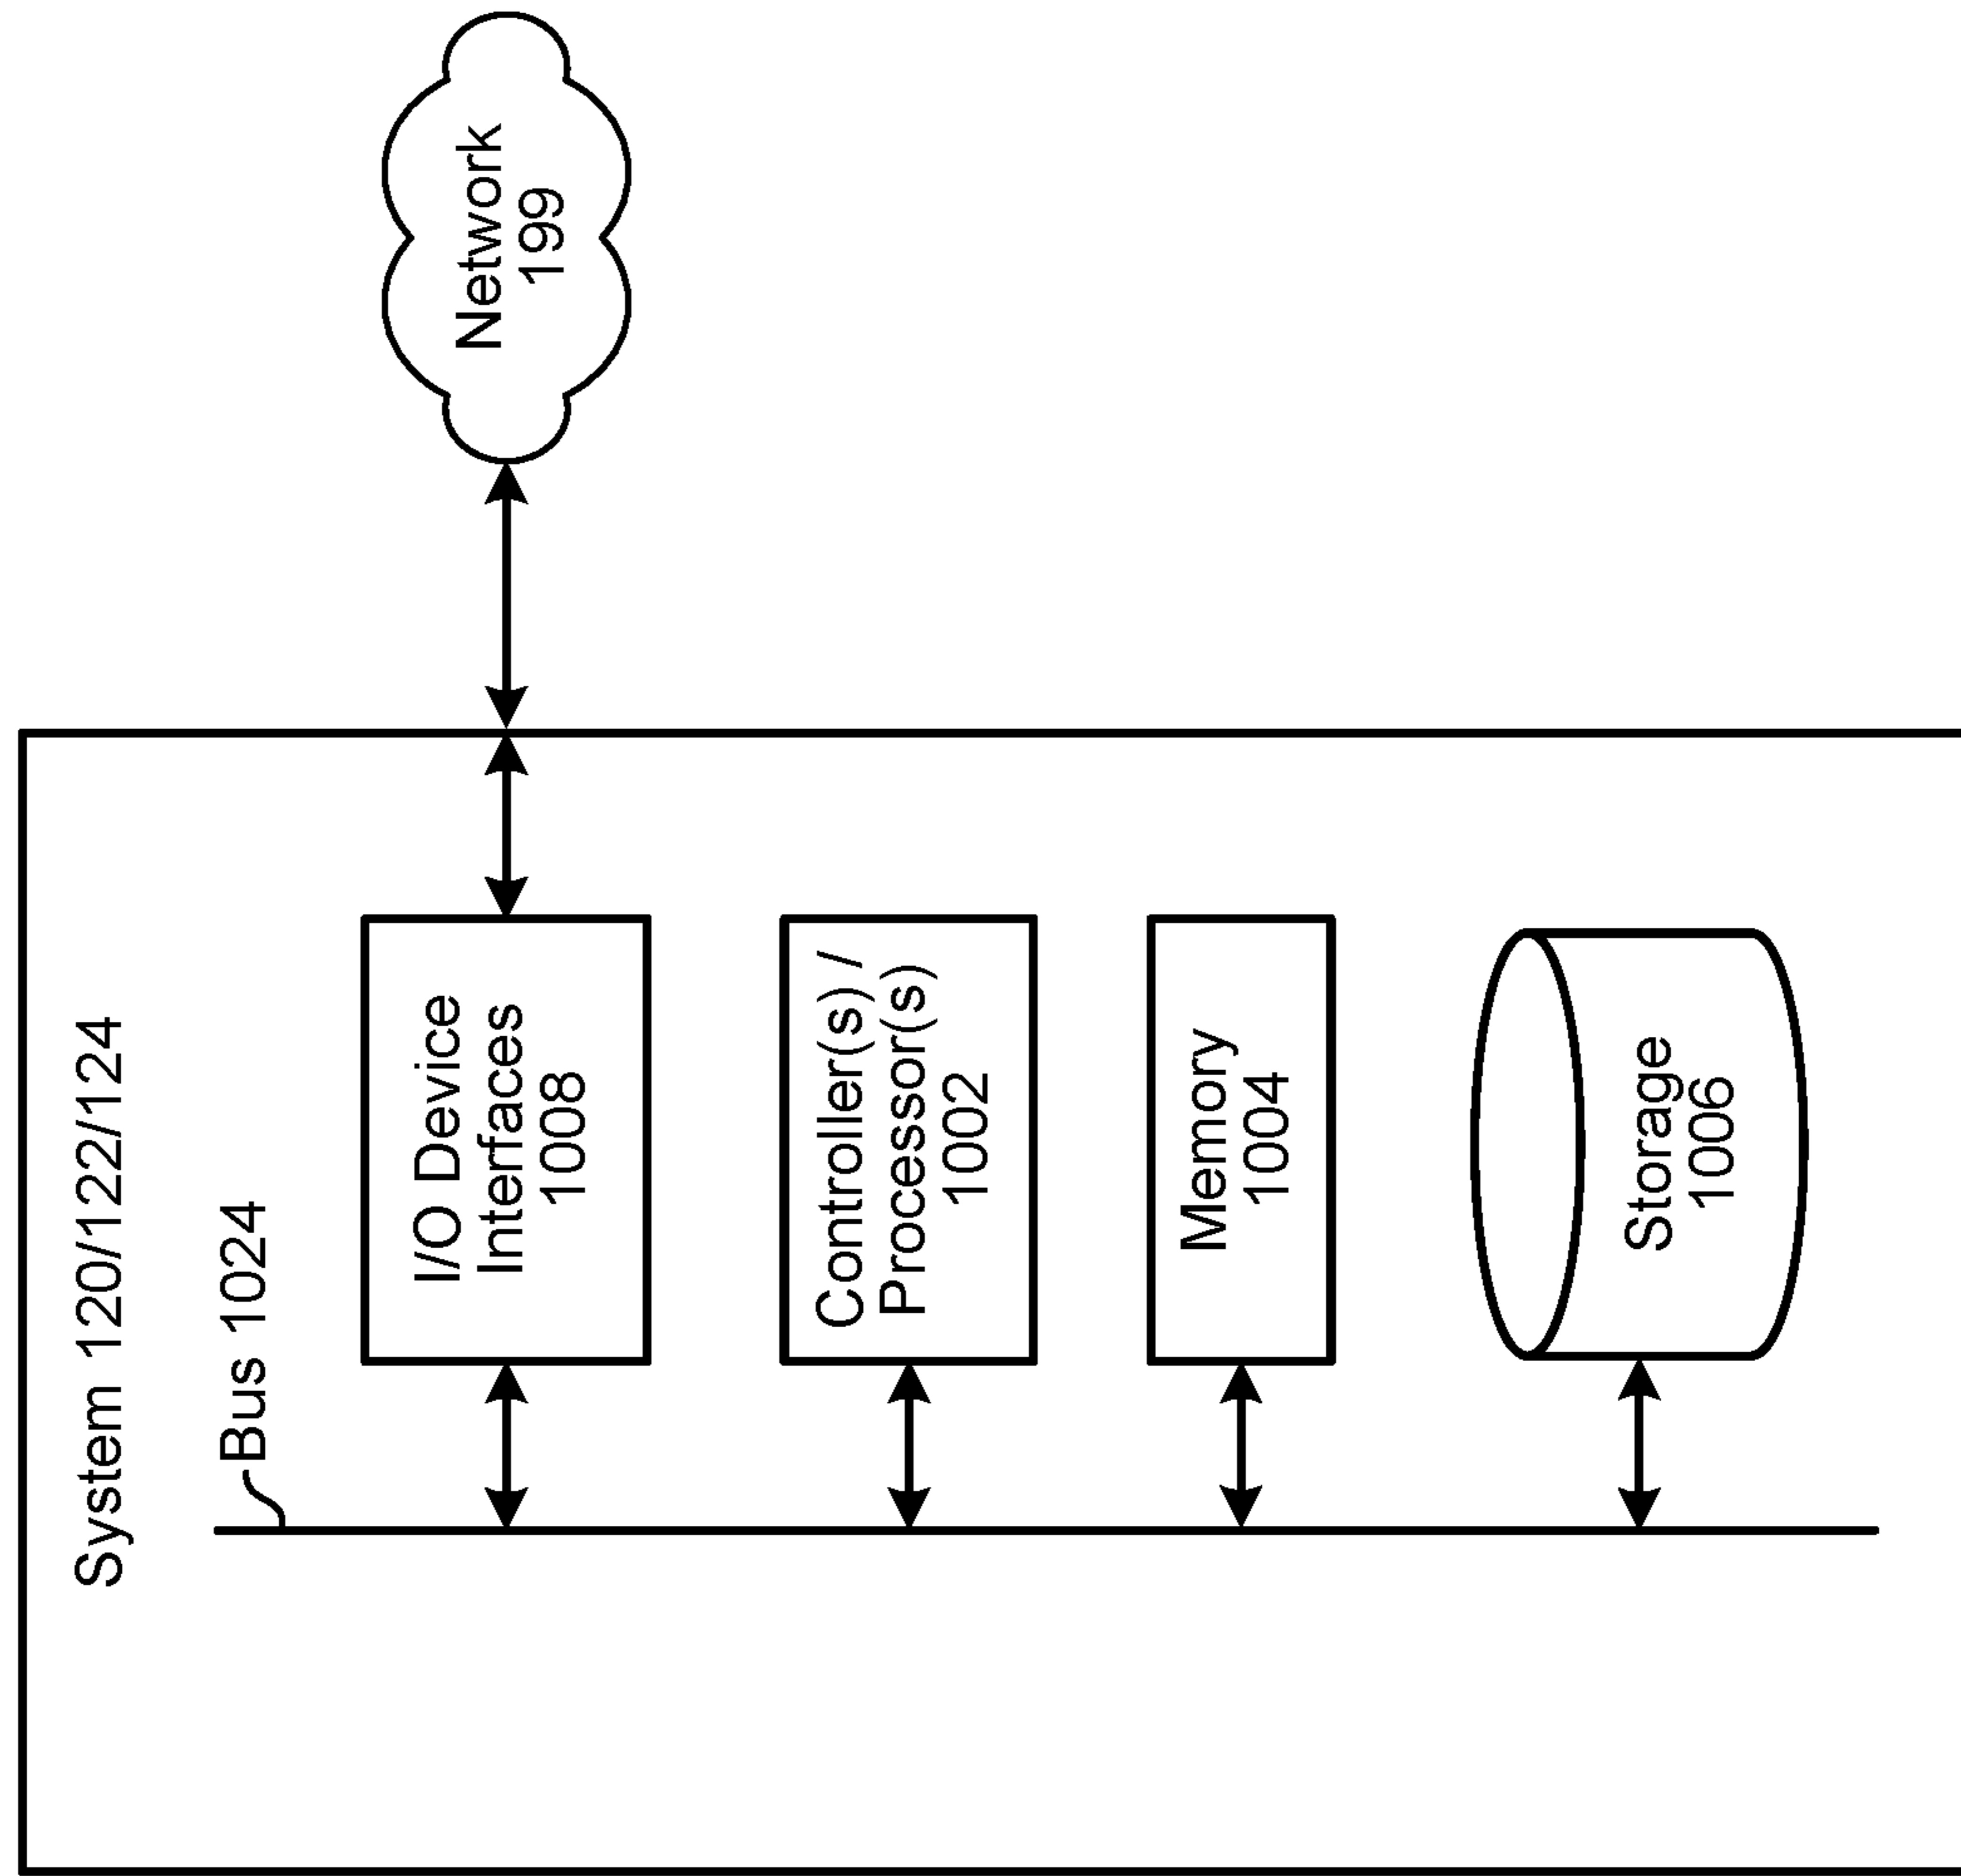 System 120/122/124
Bus 1024
I/O Device
Interfaces
1008
Network
199
Controller(s) /
Processor(s)
1002
Memory
1004
Storage
1006